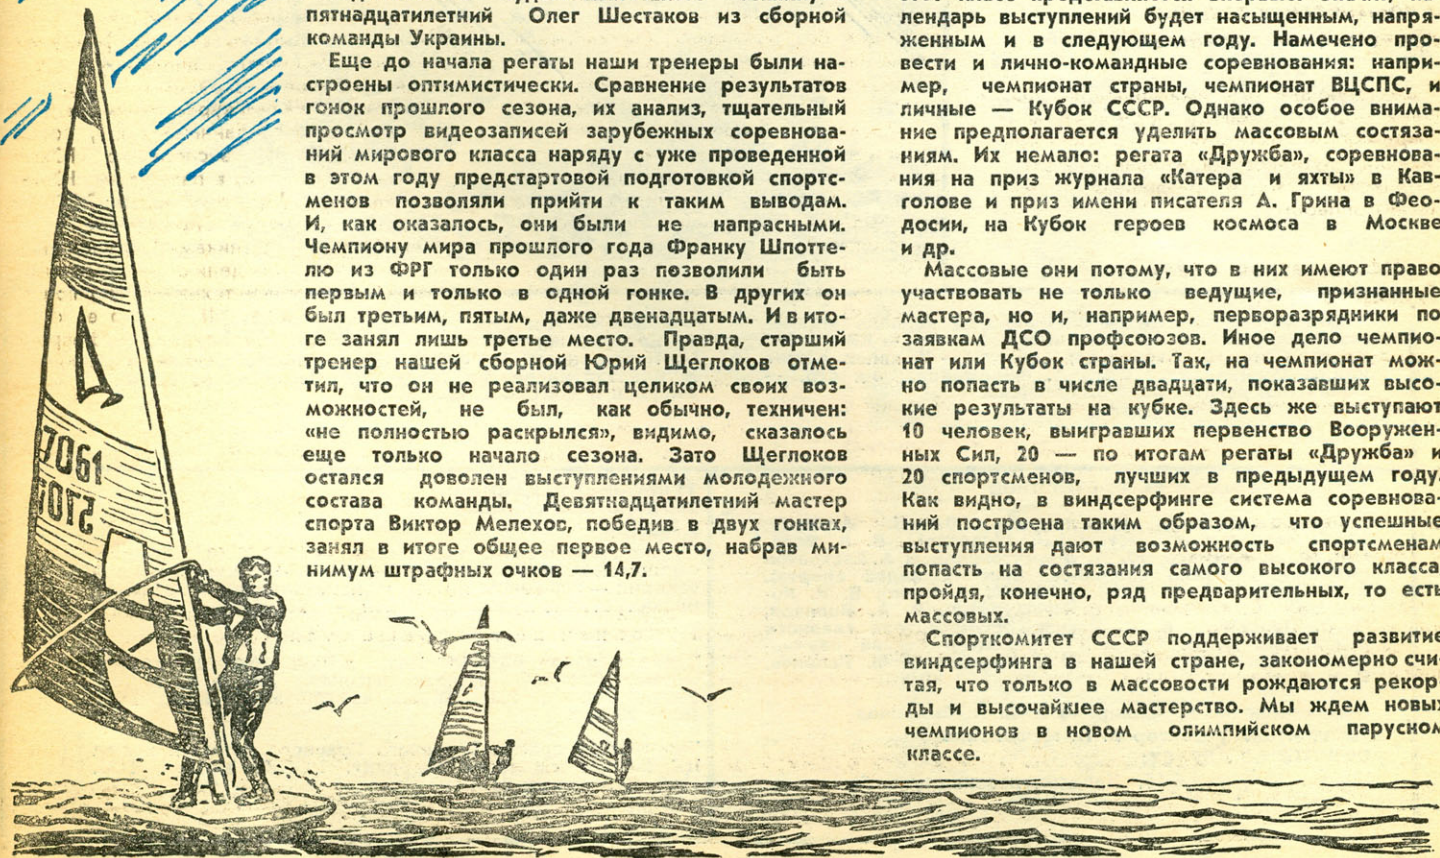 7061
пятнадцатилетний Олег Шестаков из сборной
команды Украины.
Еще до начала регаты наши тренеры были на-
строены оптимистически. Сравнение результатов
гонок прошлого сезона, их анализ, тщательный
просмотр видеозаписей зарубежных соревнова-
ний мирового класса наряду с уже проведенной
в этом году предстартовой подготовкой спортс-
менов позволяли прийти к таким выводам.
И, как оказалось, они были не напрасными.
Чемпиону мира прошлого года Франку Шпотте-
лю из ФРГ только один раз позволили быть
первым и только в одной гонке. В других он
был третьим, пятым, даже двенадцатым. И в ито-
ге занял лишь третье место. Правда, старший
тренер нашей сборной Юрий Щеглоков отме-
тил, что он не реализовал целиком своих воз-
можностей, не был, как обычно, техничен:
«не полностью раскрылся», видимо, сказалось
еще только начало сезона. Зато Щеглоков
остался доволен выступлениями молодежного
состава команды. Девятнадцатилетний мастер
спорта Виктор Мелехов, победив в двух гонках,
занял в итоге общее первое место, набрав ми-
нимум штрафных очков — 14,7.
лендарь выступлений будет насыщенным, напря-
женным и в следующем году. Намечено про-
вести и лично-командные соревнования: напри-
мер, чемпионат страны, чемпионат ВЦСПС, и
личные — Кубок СССР. Однако особое внима-
ние предполагается уделить массовым состяза-
ниям. Их немало: регата «Дружба», соревнова-
ния на приз журнала «Катера и яхты» в Кав-
голове и приз имени писателя А. Грина в Фео-
досии, на Кубок героев космоса в Москве
и др.
Массовые они потому, что в них имеют право
участвовать не только ведущие, признанные
мастера, но и, например, перворазрядники по
заявкам ДСО профсоюзов. Иное дело чемпио-
нат или Кубок страны. Так, на чемпионат мож-
но попасть в числе двадцати, показавших высо-
кие результаты на кубке. Здесь же выступают
10 человек, выигравших первенство Вооружен-
ных Сил, 20 — по итогам регаты «Дружба» и
20 спортсменов, лучших в предыдущем году.
Как видно, в виндсерфинге система соревнова-
ний построена таким образом, что успешные
выступления дают возможность спортсменам
попасть на состязания самого высокого класса
пройдя, конечно, ряд предварительных, то есть
массовых.
Спорткомитет СССР поддерживает развитие
виндсерфинга в нашей стране, закономерно счи-
тая, что только в массовости рождаются рекор-
ды и высочайшее мастерство. Мы ждем новых
чемпионов в новом олимпийском парусном
классе.